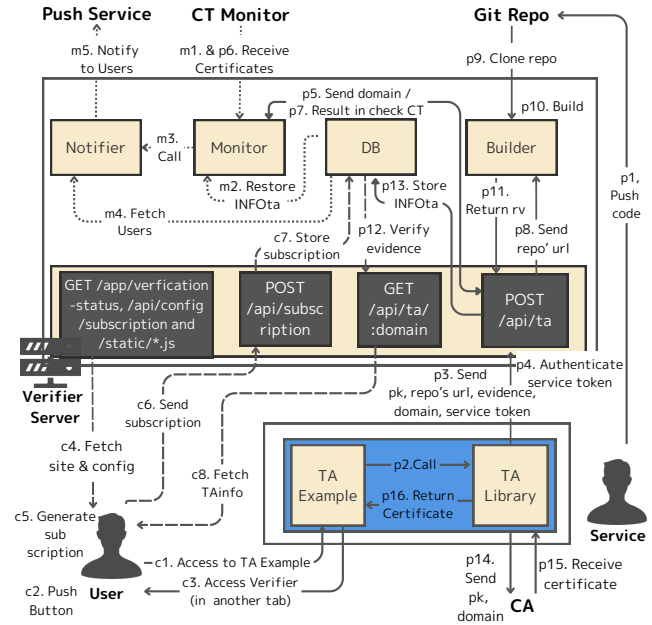 Push Service
CT Monitor
Git Repo
m5. Notify
to Users
m1. & p6. Receive
Certificates
p9. Clone repo
p5. Send domain /
p7. Result in check CT
p10. Build
Notifier
m3.
Call
Monitor
DB
Builder
m2. Restore
INFOta
p13. Store
INFOta
p11.
Return rv
p1,
Push
code
m4. Fetch
Users
c7. Store
subscription
p12. Verify
evidence
p8. Send
repo' url
GET /app/verfication
-status, /api/config
/subscription and
/static/*.js
POST
/api/subsc
ription
GET
/api/ta/
:domain
POST
/api/ta
Verifier
Server
p3. Send
pk, repo's url, evidence,
domain, service token
p4. Authenticate
service token
c6. Send
subscription
c4. Fetch
site & config
c8. Fetch
TAinfo
TA
Example
p2.Call
p16. Return
Certificate
TA
Library
Service
c5. Generate
sub
scription
c1. Access to TA Example
c3. Access Verifier
(in another tab)
c2. Push
Button
User
p14.
Send
pk,
domain
p15. Receive
certificate
CA